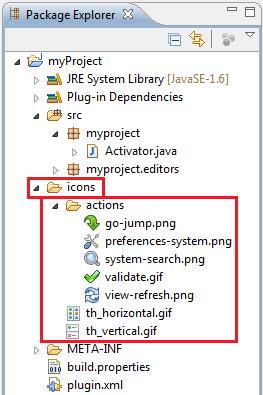 Package Explorer
myProject
JRE System Library [JavaSE-1.6]
Plug-in Dependencies
src
myproject
Activator.java
myproject.editors
icons
actions
go-jump.png
preferences-system.png
system-search.png
validate.gif
view-refresh.png
th_horizontal.gif
th_vertical.gif
META-INF
build.properties
plugin.xml